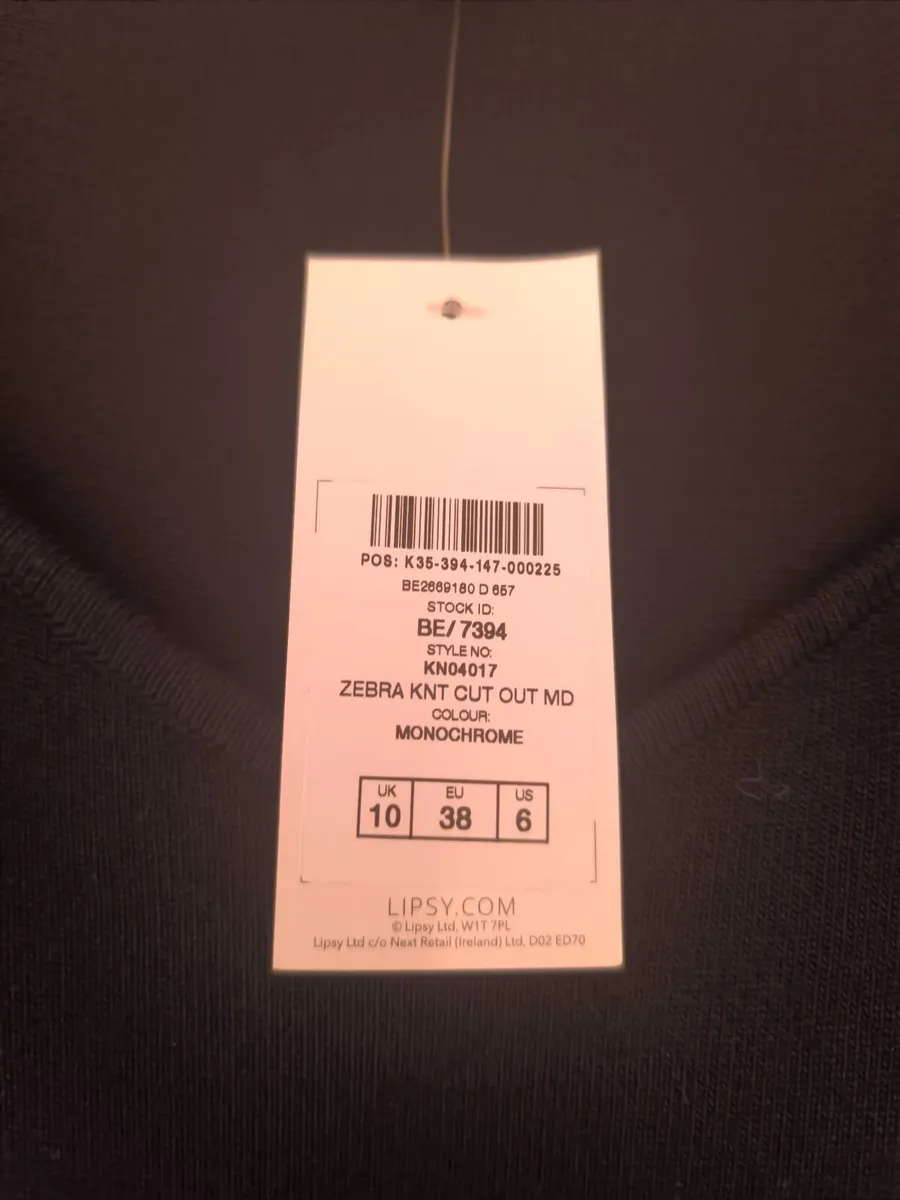 POS: K35-394-147-000225
BE2669180 D 657
STOCK ID:
BE/ 7394
STYLE NO:
KN04017
ZEBRA KNT CUT OUT MD
COLOUR:
MONOCHROME
UK EU US
10 38 6
LIPSY.COM
© Lipsy Ltd, W1T 7PL
Lipsy Ltd c/o Next Retail (Ireland) Ltd, D02 ED70